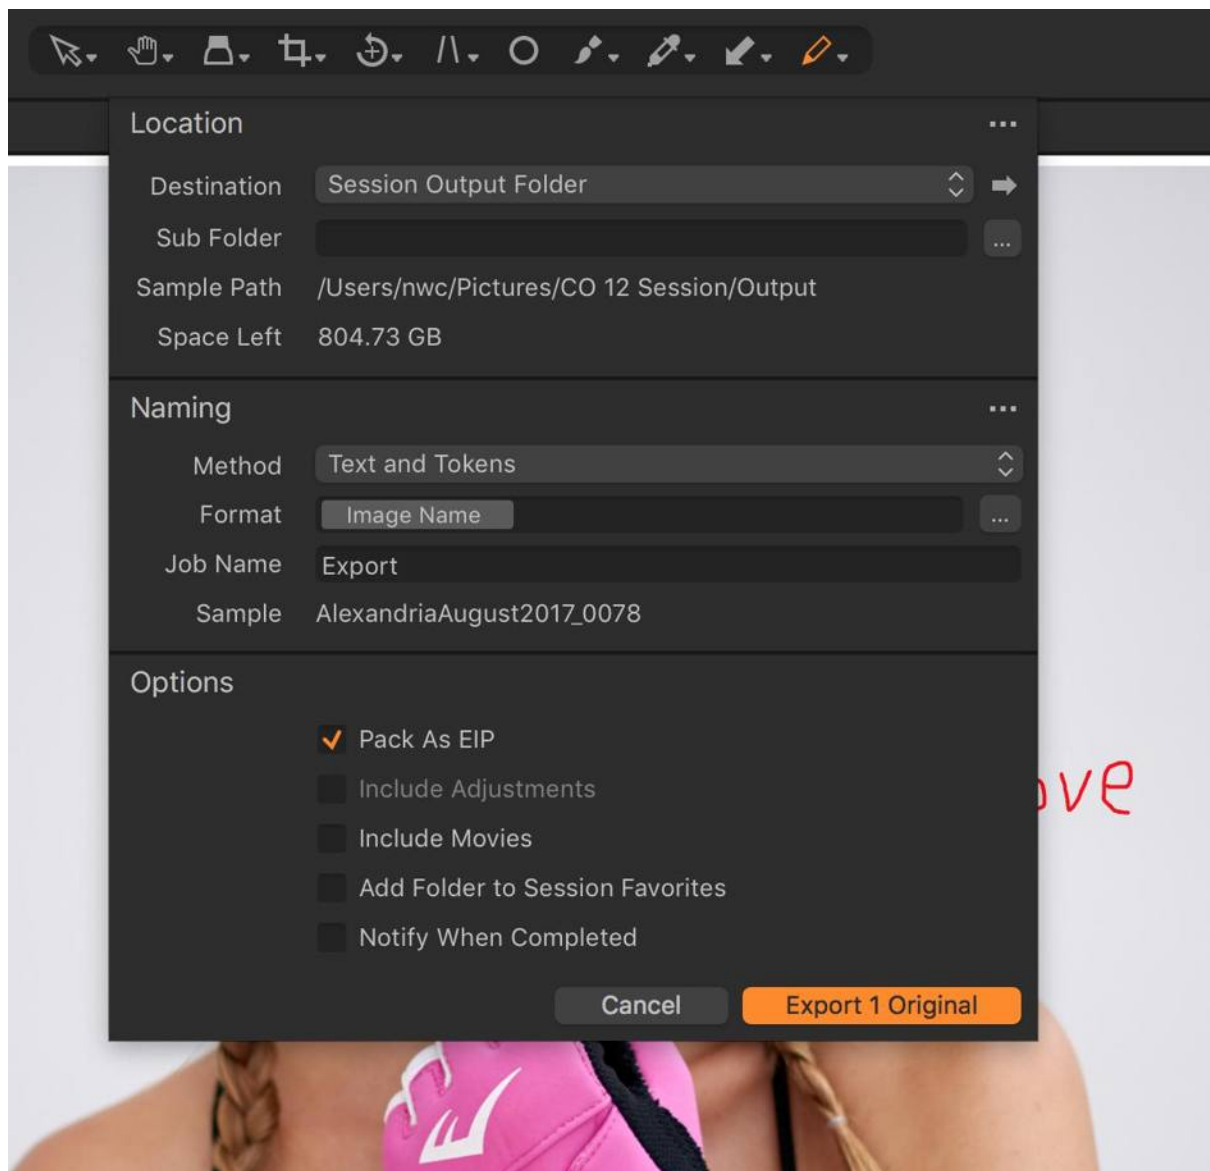 Location
Destination Session Output Folder
Sub Folder ...
Sample Path /Users/nwc/Pictures/CO 12 Session/Output
Space Left 804.73 GB
Naming
Method Text and Tokens
Format Image Name ...
Job Name Export
Sample AlexandriaAugust2017_0078
Options
Pack As EIP
Include Adjustments
Include Movies
Add Folder to Session Favorites
Notify When Completed
Cancel Export 1 Original